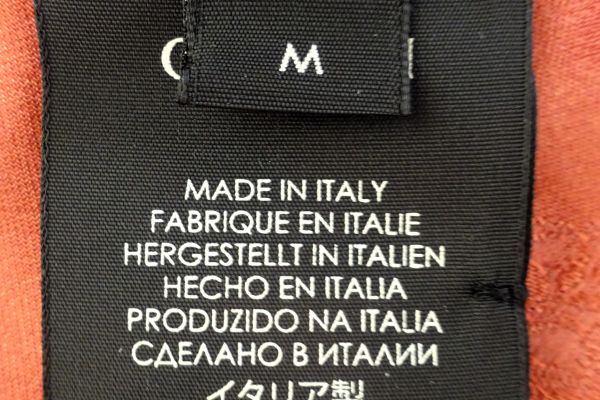 M
MADE IN ITALY
FABRIQUE EN ITALIE
HERGESTELLT IN ITALIEN
HECHO EN ITALIA
PRODUZIDO NA ITALIA
СДЕЛАНО В ИТАЛИИ
イタリア製